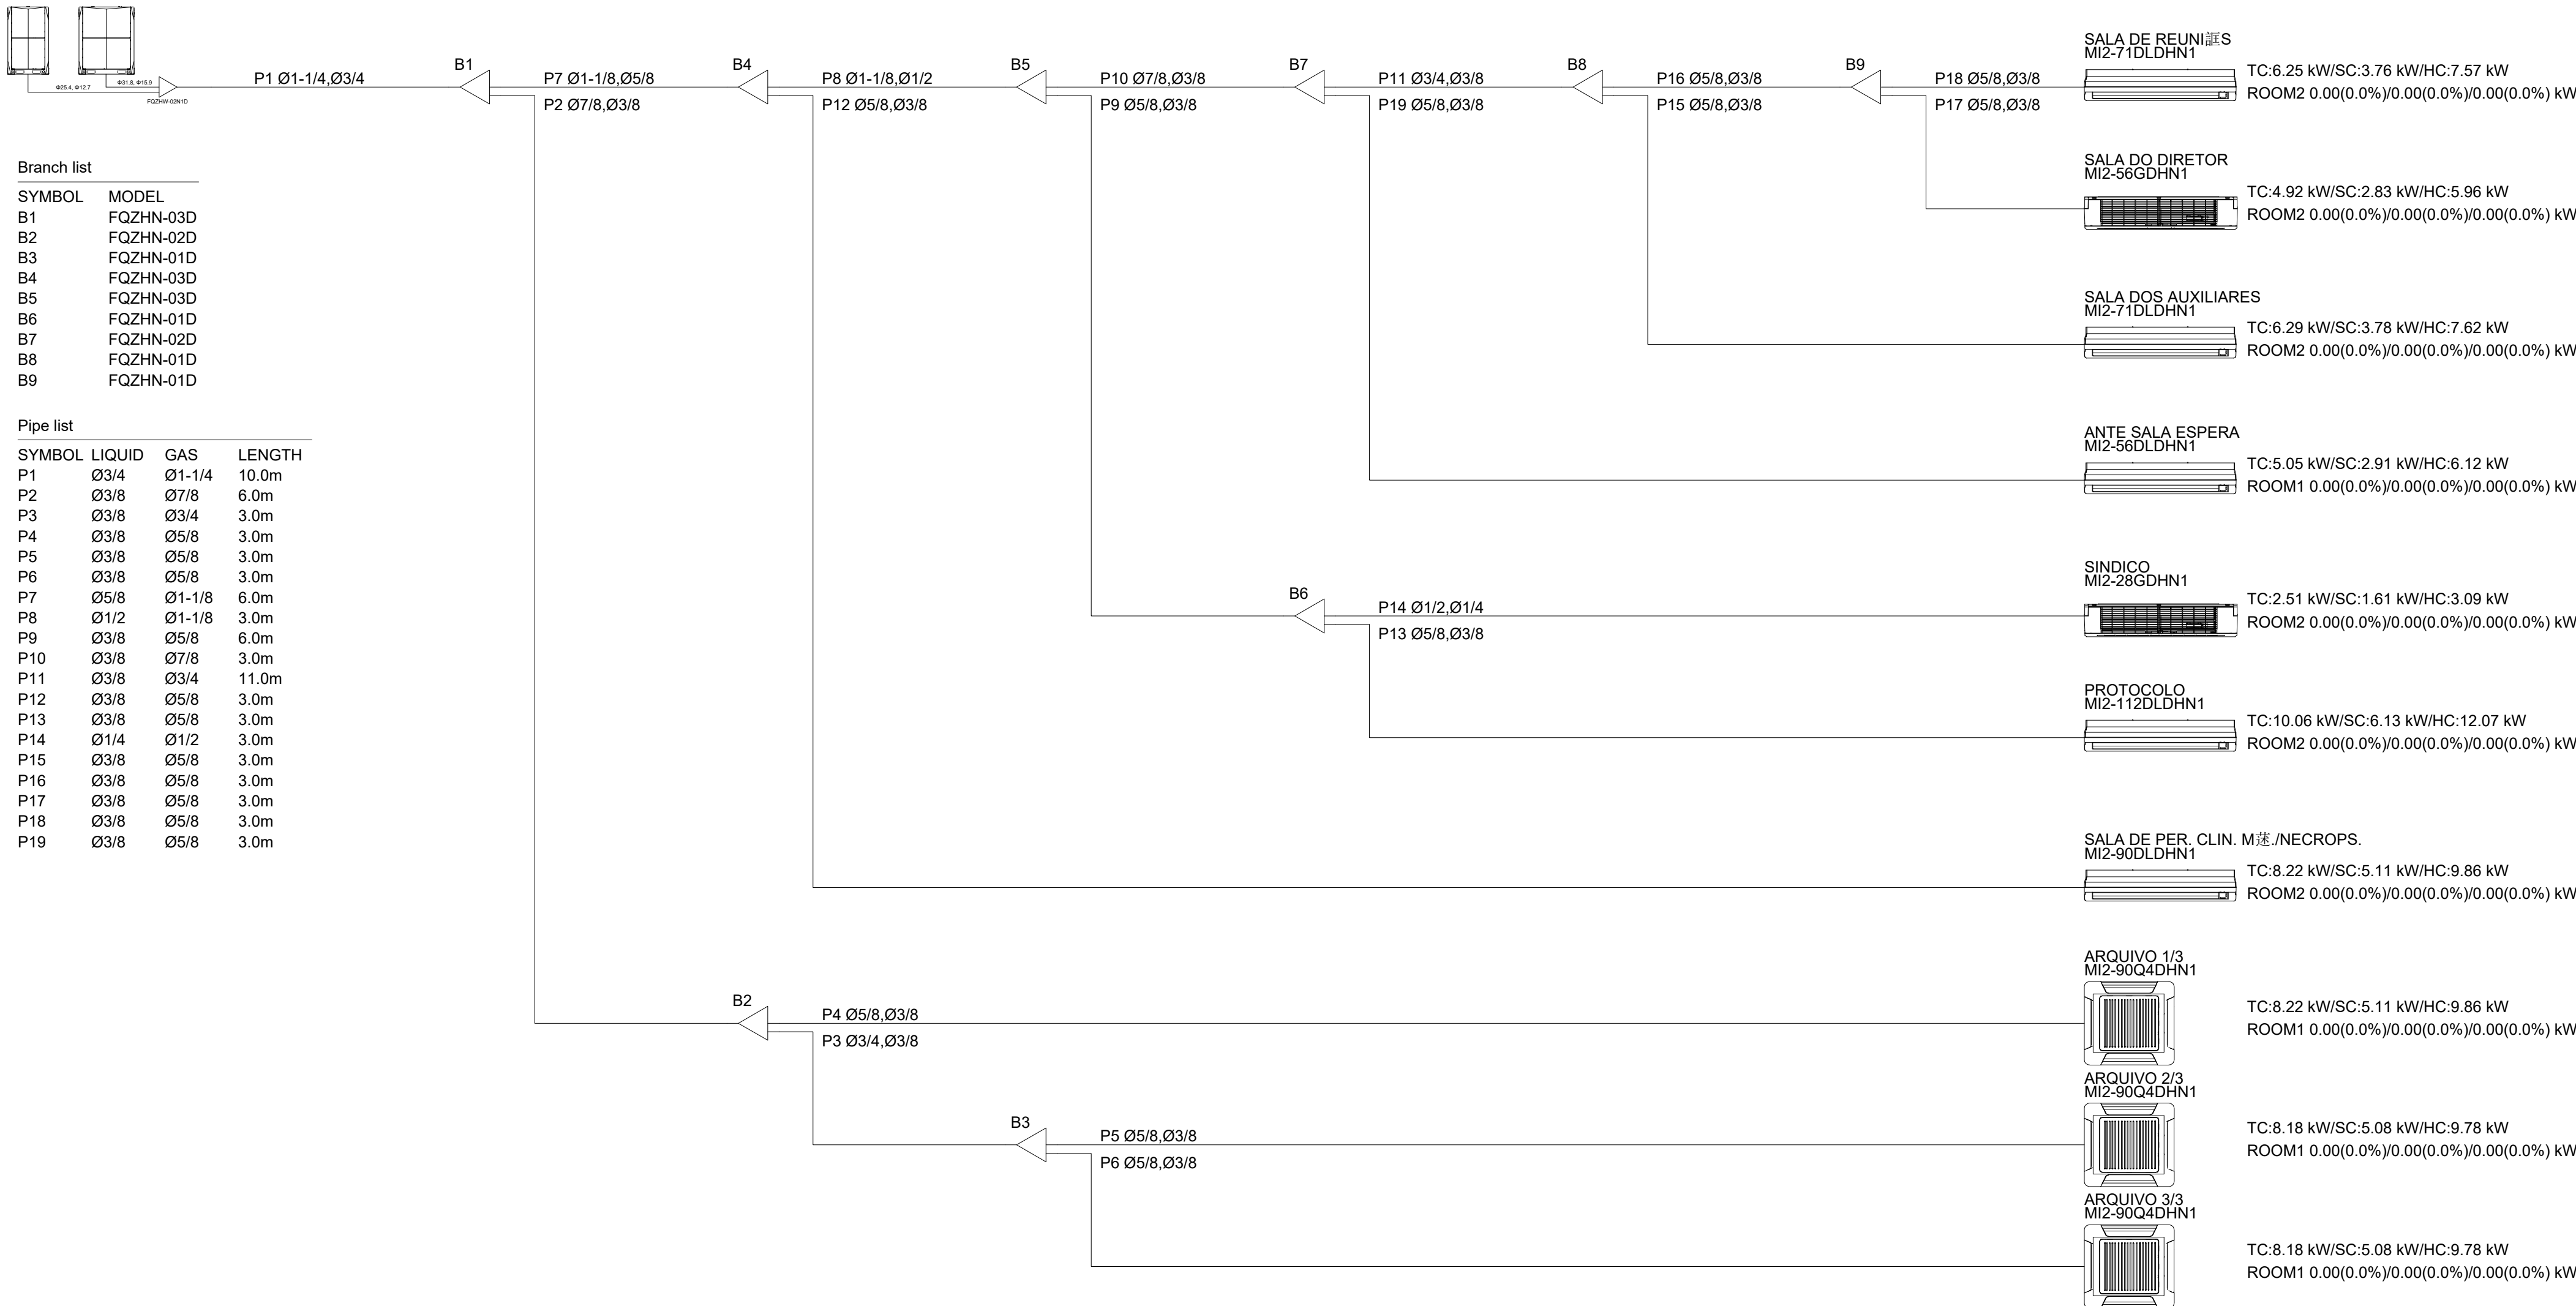 SALA DE REUNI誆S
MI2-71DLDHN1
TC:6.25 kW/SC:3.76 kW/HC:7.57 kW
ROOM2 0.00(0.0%)/0.00(0.0%)/0.00(0.0%) kW
B1
B4
B5
B7
B8
B9
P1 Ø1-1/4,Ø3/4
P7 Ø1-1/8,Ø5/8
P8 Ø1-1/8,Ø1/2
P10 Ø7/8,Ø3/8
P11 Ø3/4,Ø3/8
P16 Ø5/8,Ø3/8
P18 Ø5/8,Ø3/8
Φ25.4, Φ12.7
Φ31.8, Φ15.9
FQZHW-02N1D
P2 Ø7/8,Ø3/8
P12 Ø5/8,Ø3/8
P9 Ø5/8,Ø3/8
P19 Ø5/8,Ø3/8
P15 Ø5/8,Ø3/8
P17 Ø5/8,Ø3/8
Branch list
SYMBOL MODEL
B1 FQZHN-03D
B2 FQZHN-02D
B3 FQZHN-01D
B4 FQZHN-03D
B5 FQZHN-03D
B6 FQZHN-01D
B7 FQZHN-02D
B8 FQZHN-01D
B9 FQZHN-01D
Pipe list
SYMBOL LIQUID GAS LENGTH
P1 Ø3/4 Ø1-1/4 10.0m
P2 Ø3/8 Ø7/8 6.0m
P3 Ø3/8 Ø3/4 3.0m
P4 Ø3/8 Ø5/8 3.0m
P5 Ø3/8 Ø5/8 3.0m
P6 Ø3/8 Ø5/8 3.0m
P7 Ø5/8 Ø1-1/8 6.0m
P8 Ø1/2 Ø1-1/8 3.0m
P9 Ø3/8 Ø5/8 6.0m
P10 Ø3/8 Ø7/8 3.0m
P11 Ø3/8 Ø3/4 11.0m
P12 Ø3/8 Ø5/8 3.0m
P13 Ø3/8 Ø5/8 3.0m
P14 Ø1/4 Ø1/2 3.0m
P15 Ø3/8 Ø5/8 3.0m
P16 Ø3/8 Ø5/8 3.0m
P17 Ø3/8 Ø5/8 3.0m
P18 Ø3/8 Ø5/8 3.0m
P19 Ø3/8 Ø5/8 3.0m
SALA DO DIRETOR
MI2-56GDHN1
TC:4.92 kW/SC:2.83 kW/HC:5.96 kW
ROOM2 0.00(0.0%)/0.00(0.0%)/0.00(0.0%) kW
SALA DOS AUXILIARES
MI2-71DLDHN1
TC:6.29 kW/SC:3.78 kW/HC:7.62 kW
ROOM2 0.00(0.0%)/0.00(0.0%)/0.00(0.0%) kW
ANTE SALA ESPERA
MI2-56DLDHN1
TC:5.05 kW/SC:2.91 kW/HC:6.12 kW
ROOM1 0.00(0.0%)/0.00(0.0%)/0.00(0.0%) kW
B6
P14 Ø1/2,Ø1/4
P13 Ø5/8,Ø3/8
SINDICO
MI2-28GDHN1
TC:2.51 kW/SC:1.61 kW/HC:3.09 kW
ROOM2 0.00(0.0%)/0.00(0.0%)/0.00(0.0%) kW
PROTOCOLO
MI2-112DLDHN1
TC:10.06 kW/SC:6.13 kW/HC:12.07 kW
ROOM2 0.00(0.0%)/0.00(0.0%)/0.00(0.0%) kW
SALA DE PER. CLIN. M./NECROPS.
MI2-90DLDHN1
TC:8.22 kW/SC:5.11 kW/HC:9.86 kW
ROOM2 0.00(0.0%)/0.00(0.0%)/0.00(0.0%) kW
B2
P4 Ø5/8,Ø3/8
P3 Ø3/4,Ø3/8
ARQUIVO 1/3
MI2-90Q4DHN1
TC:8.22 kW/SC:5.11 kW/HC:9.86 kW
ROOM1 0.00(0.0%)/0.00(0.0%)/0.00(0.0%) kW
B3
P5 Ø5/8,Ø3/8
P6 Ø5/8,Ø3/8
ARQUIVO 2/3
MI2-90Q4DHN1
TC:8.18 kW/SC:5.08 kW/HC:9.78 kW
ROOM1 0.00(0.0%)/0.00(0.0%)/0.00(0.0%) kW
ARQUIVO 3/3
MI2-90Q4DHN1
TC:8.18 kW/SC:5.08 kW/HC:9.78 kW
ROOM1 0.00(0.0%)/0.00(0.0%)/0.00(0.0%) kW